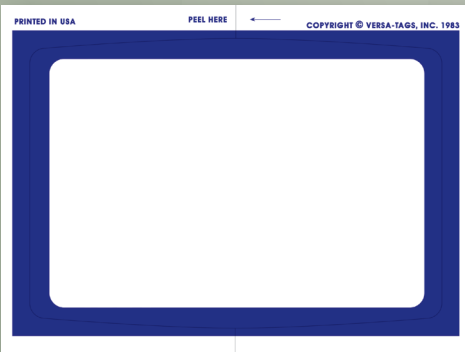 PRINTED IN USA
PEEL HERE
COPYRIGHT © VERSA-TAGS, INC. 1983